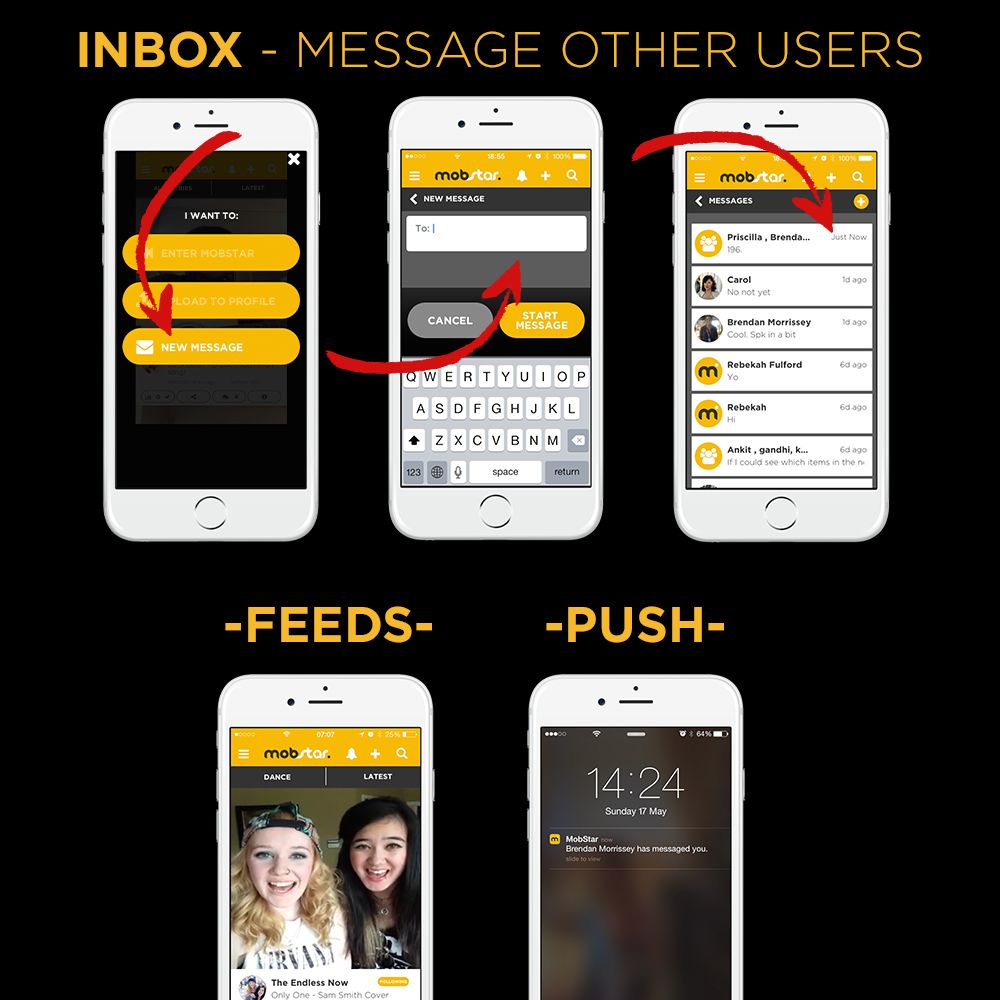 INBOX - MESSAGE OTHER USERS
LATEST
I WANT TO:
ENTER MOBSTAR
UPLOAD TO PROFILE
NEW MESSAGE
18:55 100%
mobstar.
NEW MESSAGE
To:
CANCEL
START
MESSAGE
Q W E R T Y U I O P
A S D F G H J K L
Z X C V B N M
123 space return
18:56 100%
mobstar.
MESSAGES
Priscilla , Brenda... Just Now
196.
Carol 1d ago
No not yet
Brendan Morrissey 1d ago
Cool. Spk in a bit
Rebekah Fulford 6d ago
Yo
Rebekah 6d ago
Hi
Ankit , gandhi, k... 6d ago
If I could see which items in the n
-FEEDS- -PUSH-
07:07 25%
mobstar.
DANCE LATEST
NIRVANA
The Endless Now FOLLOWING
Only One - Sam Smith Cover
64%
14:24
Sunday 17 May
MobStar now
Brendan Morrissey has messaged you.
slide to view